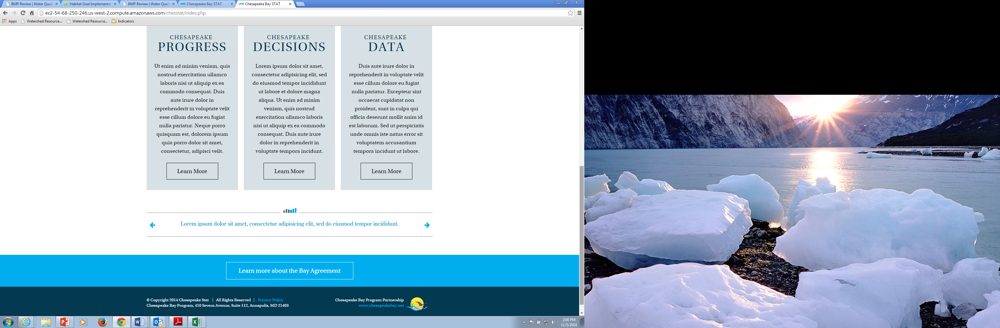 BMP Review | Water Quali
Habitat Goal Implementat
BMP Review | Water Quali
Chesapeake Bay STAT
Chesapeake Bay STAT
ec2-54-68-250-246.us-west-2.compute.amazonaws.com/chesstat/index.php
Apps
Watershed Resource...
Watershed Resource...
Indicators
CHESAPEAKE
PROGRESS
Ut enim ad minim veniam, quis
nostrud exercitation ullamco
laboris nisi ut aliquip ex ea
commodo consequat. Duis
aute irure dolor in
reprehenderit in voluptate velit
esse cillum dolore eu fugiat
nulla pariatur. Neque porro
quisquam est, dolorem ipsum
quia porro dolor sit amet,
consectetur, adipisci velit.
Learn More
CHESAPEAKE
DECISIONS
Lorem ipsum dolor sit amet,
consectetur adipisicing elit, sed
do eiusmod tempor incididunt
ut labore et dolore magna
aliqua. Ut enim ad minim
veniam, quis nostrud
exercitation ullamco laboris
nisi ut aliquip ex ea commodo
consequat. Duis aute irure
dolor in reprehenderit in
voluptate tempora incidunt.
Learn More
CHESAPEAKE
DATA
Duis aute irure dolor in
reprehenderit in voluptate velit
esse cillum dolore eu fugiat
nulla pariatur. Excepteur sint
occaecat cupidatat non
proident, sunt in culpa qui
officia deserunt mollit anim id
est laborum. Sed ut perspiciatis
unde omnis iste natus error sit
voluptatem accusantium
tempora incidunt ut labore.
Learn More
Lorem ipsum dolor sit amet, consectetur adipisicing elit, sed do eiusmod tempor incididunt.
Learn more about the Bay Agreement
© Copyright 2014 Chesapeake Stat | All Rights Reserved | Privacy Policy
Chesapeake Bay Program, 410 Severn Avenue, Suite 112, Annapolis, MD 21403
Chesapeake Bay Program Partnership
www.chesapeakebay.net
2:00 PM
11/5/2014